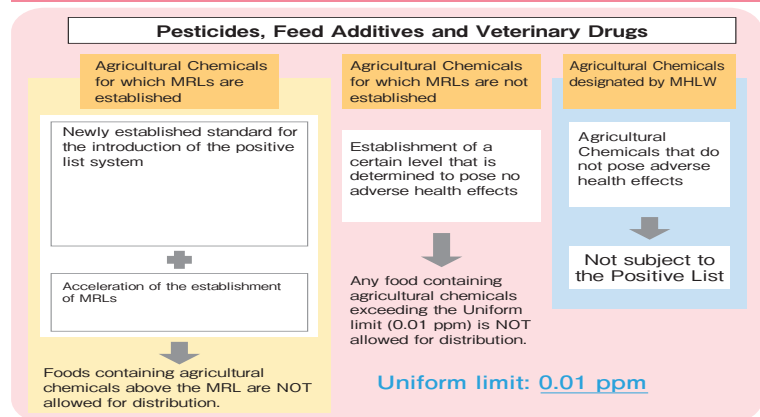 Pesticides, Feed Additives and Veterinary Drugs
Agricultural Chemicals
for which MRLs are
established
Newly established standard for
the introduction of the positive
list system
Acceleration of the establishment
of MRLs
Foods containing agricultural
chemicals above the MRL are NOT
allowed for distribution.
Agricultural Chemicals
for which MRLs are not
established
Establishment of a
certain level that is
determined to pose no
adverse health effects
Any food containing
agricultural chemicals
exceeding the Uniform
limit (0.01 ppm) is NOT
allowed for distribution.
Agricultural Chemicals
designated by MHLW
Agricultural
Chemicals that do
not pose adverse
health effects
Not subject to
the Positive List
Uniform limit: 0.01 ppm